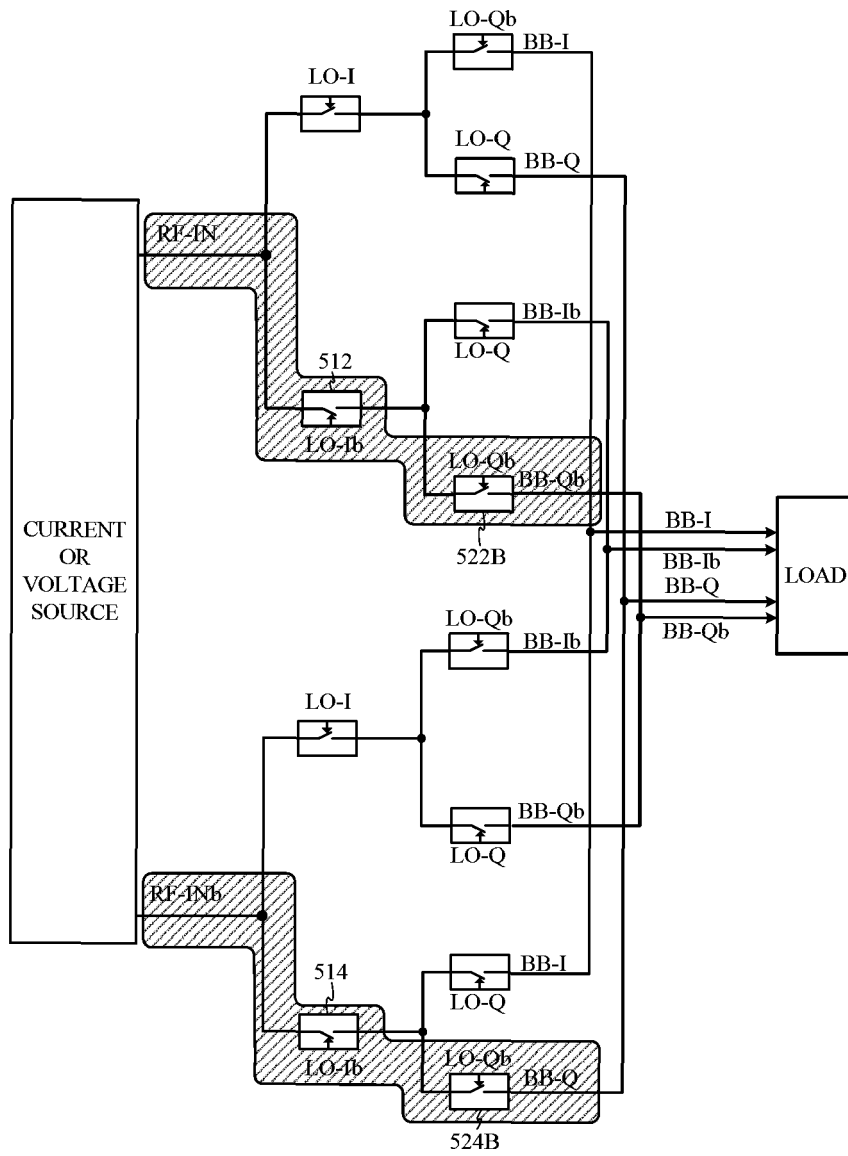 LO-Qb
BB-I
LO-I
LO-Q
BB-Q
RF-IN
BB-Ib
LO-Q
512
LO-Ib
LO-Qb
BB-Qb
522B
CURRENT
OR
VOLTAGE
SOURCE
BB-I
BB-Ib
BB-Q
BB-Qb
LOAD
LO-Qb
BB-Ib
LO-I
BB-Qb
LO-Q
RF-INb
BB-I
LO-Q
514
LO-Ib
LO-Qb
BB-Q
524B